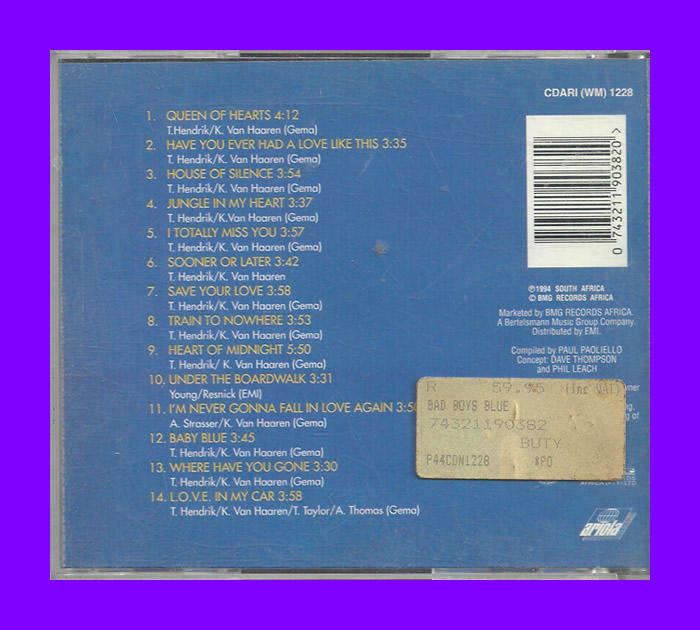 CDARI (WM) 1228
1. QUEEN OF HEARTS 4:12
T.Hendrik/K. Van Haaren (Gema)
2. HAVE YOU EVER HAD A LOVE LIKE THIS 3:35
T. Hendrik/K. Van Haaren (Gema)
3. HOUSE OF SILENCE 3:54
T. Hendrik/K. Van Haaren (Gema)
4. JUNGLE IN MY HEART 3:37
T. Hendrik/K.Van Haaren (Gema)
5. I TOTALLY MISS YOU 3:57
T. Hendrik/K. Van Haaren (Gema)
6. SOONER OR LATER 3:42
T. Hendrik/K. Van Haaren
7. SAVE YOUR LOVE 3:58
T. Hendrik/K. Van Haaren (Gema)
8. TRAIN TO NOWHERE 3:53
T. Hendrik/K. Van Haaren (Gema)
9. HEART OF MIDNIGHT 5:50
T. Hendrik/ K. Van Haaren (Gema)
10. UNDER THE BOARDWALK 3:31
Young/Resnick (EMI)
11. I'M NEVER GONNA FALL IN LOVE AGAIN 3:50
A. Strasser/K. Van Haaren (Gema)
12. BABY BLUE 3:45
T. Hendrik/K. Van Haaren (Gema)
13. WHERE HAVE YOU GONE 3:30
T. Hendrik/K. Van Haaren (Gema)
14. L.O.V.E. IN MY CAR 3:58
T. Hendrik/K. Van Haaren/T. Taylor/A. Thomas (Gema)
0 743211 903820 >
℗1994 SOUTH AFRICA
© BMG RECORDS AFRICA
Marketed by BMG RECORDS AFRICA.
A Bertelsmann Music Group Company.
Distributed by EMI.
Compiled by PAUL PAOLIELLO
Concept: DAVE THOMPSON
and PHIL LEACH
R 59.95 (Inc VAT)
BAD BOYS BLUE
74321190382
BUTY
P44CDN1228 *PO
ariola